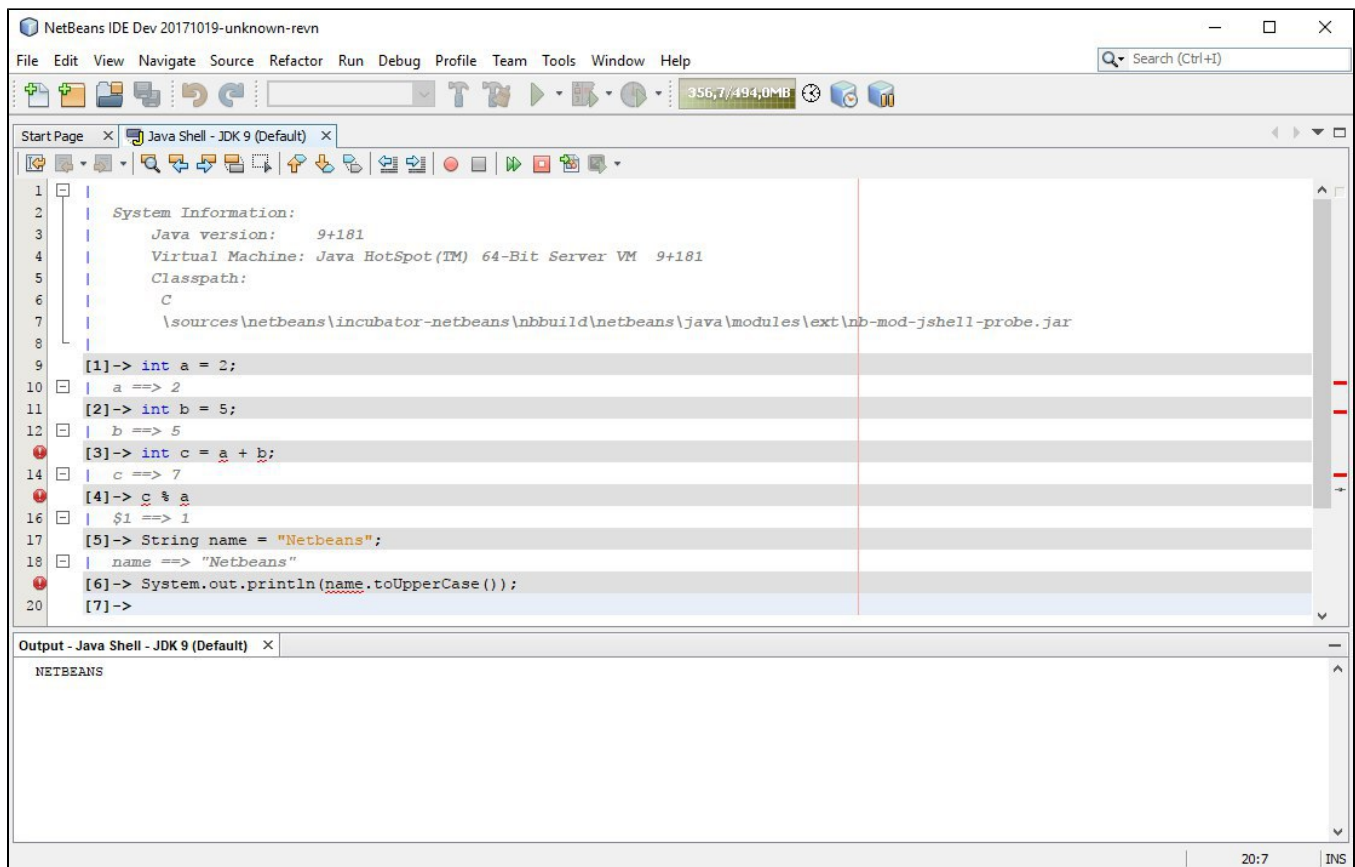 NetBeans IDE Dev 20171019-unknown-revn
File Edit View Navigate Source Refactor Run Debug Profile Team Tools Window Help
Search (Ctrl+I)
356,7/494,0MB
Start Page
Java Shell - JDK 9 (Default)
1 |
2 | System Information:
3 | Java version: 9+181
4 | Virtual Machine: Java HotSpot(TM) 64-Bit Server VM 9+181
5 | Classpath:
6 | C
7 | \sources\netbeans\incubator-netbeans\nbbuild\netbeans\java\modules\ext\nb-mod-jshell-probe.jar
8 |
9 [1]-> int a = 2;
10 | a ==> 2
11 [2]-> int b = 5;
12 | b ==> 5
[3]-> int c = a + b;
14 | c ==> 7
[4]-> c % a
16 | $1 ==> 1
17 [5]-> String name = "Netbeans";
18 | name ==> "Netbeans"
[6]-> System.out.println(name.toUpperCase());
20 [7]->
Output - Java Shell - JDK 9 (Default)
NETBEANS
20:7 INS